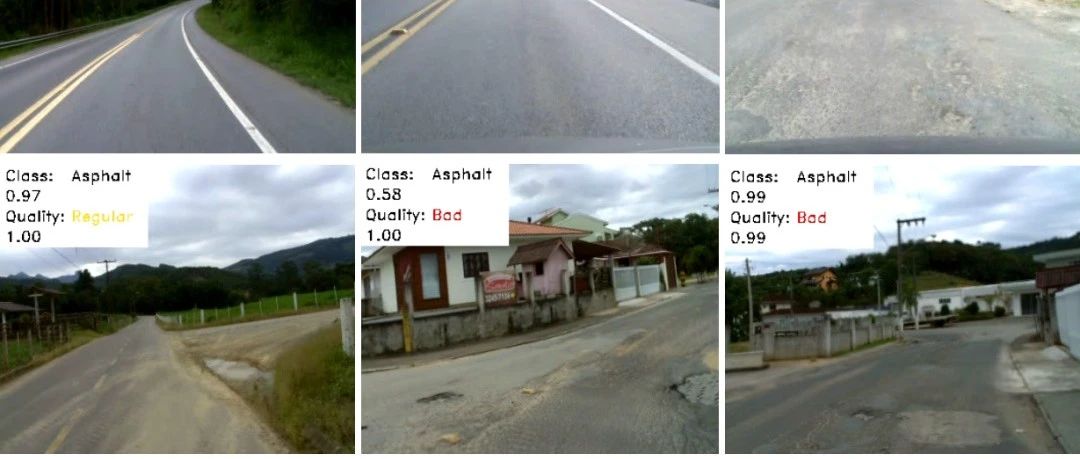 Class: Asphalt
0.97
Quality: Regular
1.00
Class: Asphalt
0.58
Quality: Bad
1.00
Class: Asphalt
0.99
Quality: Bad
0.99